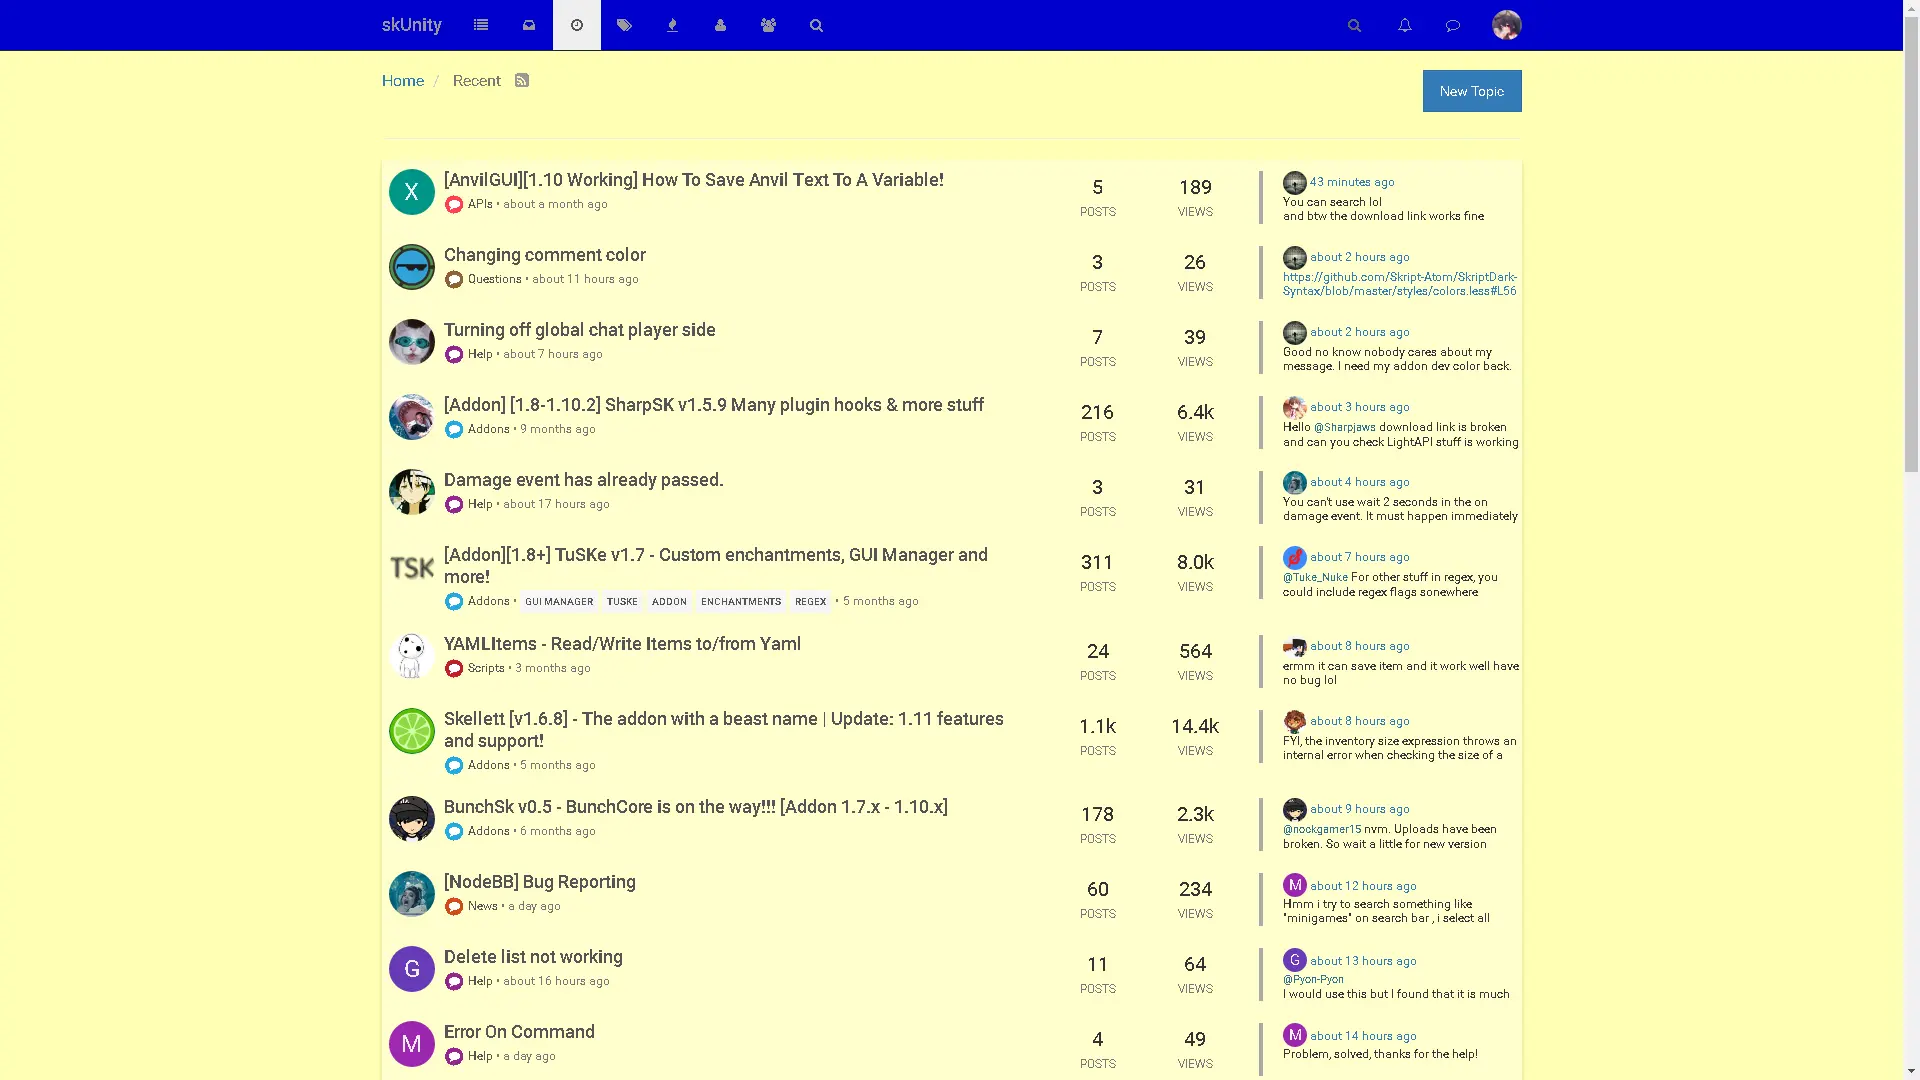 skUnity
Home / Recent
New Topic
X
[AnvilGUI][1.10 Working] How To Save Anvil Text To A Variable!
APIs • about a month ago
5
POSTS
189
VIEWS
43 minutes ago
You can search lol
and btw the download link works fine
Changing comment color
Questions • about 11 hours ago
3
POSTS
26
VIEWS
about 2 hours ago
https://github.com/Skript-Atom/SkriptDark-
Syntax/blob/master/styles/colors.less#L56
Turning off global chat player side
Help • about 7 hours ago
7
POSTS
39
VIEWS
about 2 hours ago
Good no know nobody cares about my
message. I need my addon dev color back.
[Addon] [1.8-1.10.2] SharpSK v1.5.9 Many plugin hooks & more stuff
Addons • 9 months ago
216
POSTS
6.4k
VIEWS
about 3 hours ago
Hello @Sharpjaws download link is broken
and can you check LightAPI stuff is working
Damage event has already passed.
Help • about 17 hours ago
3
POSTS
31
VIEWS
about 4 hours ago
You can't use wait 2 seconds in the on
damage event. It must happen immediately
TSK
[Addon][1.8+] TuSKe v1.7 - Custom enchantments, GUI Manager and
more!
Addons • GUI MANAGER TUSKE ADDON ENCHANTMENTS REGEX • 5 months ago
311
POSTS
8.0k
VIEWS
about 7 hours ago
@Tuke_Nuke For other stuff in regex, you
could include regex flags sonewhere
YAMLItems - Read/Write Items to/from Yaml
Scripts • 3 months ago
24
POSTS
564
VIEWS
about 8 hours ago
ermm it can save item and it work well have
no bug lol
Skellett [v1.6.8] - The addon with a beast name | Update: 1.11 features
and support!
Addons • 5 months ago
1.1k
POSTS
14.4k
VIEWS
about 8 hours ago
FYI, the inventory size expression throws an
internal error when checking the size of a
BunchSk v0.5 - BunchCore is on the way!!! [Addon 1.7.x - 1.10.x]
Addons • 6 months ago
178
POSTS
2.3k
VIEWS
about 9 hours ago
@nockgamer15 nvm. Uploads have been
broken. So wait a little for new version
[NodeBB] Bug Reporting
News • a day ago
60
POSTS
234
VIEWS
M about 12 hours ago
Hmm i try to search something like
"minigames" on search bar , i select all
G
Delete list not working
Help • about 16 hours ago
11
POSTS
64
VIEWS
G about 13 hours ago
@Pyon-Pyon
I would use this but I found that it is much
M
Error On Command
Help • a day ago
4
POSTS
49
VIEWS
M about 14 hours ago
Problem, solved, thanks for the help!